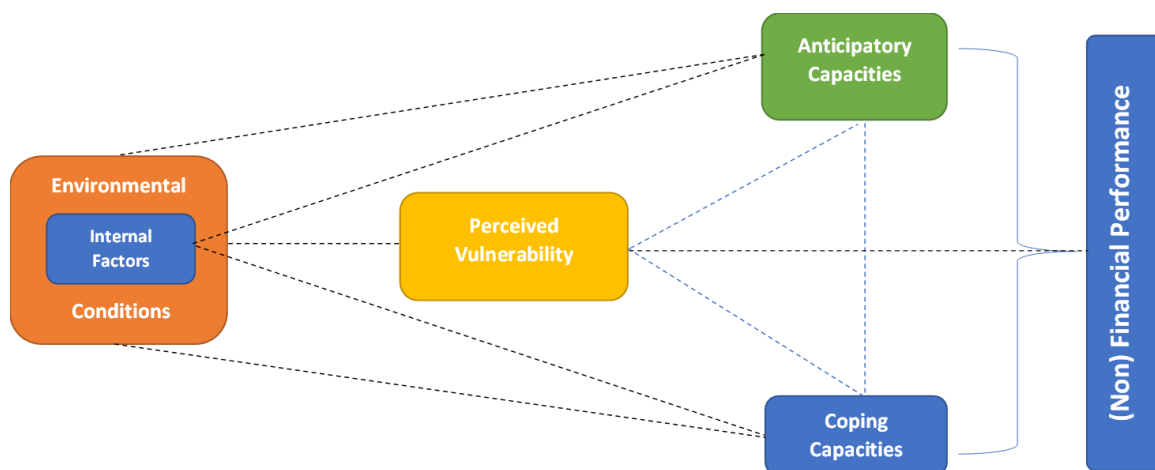 Anticipatory
Capacities
Environmental
Internal
Factors
Conditions
Perceived
Vulnerability
Coping
Capacities
(Non) Financial Performance